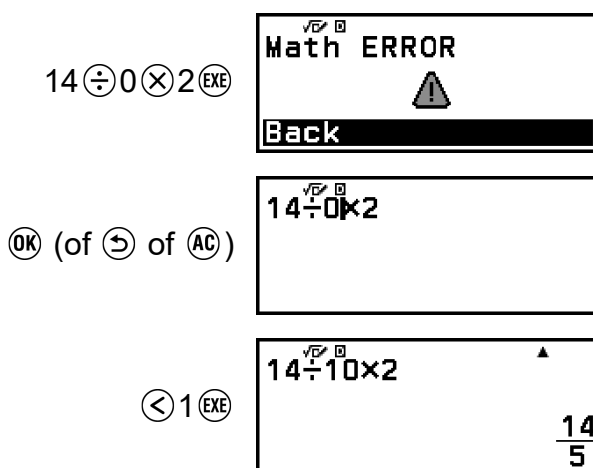 14÷0×2EXE
√□/ D
Math ERROR
Back
OK (of ↶ of AC)
√□/ D
14÷0×2
<1EXE
√□/ D ▲
14÷10×2
14
5